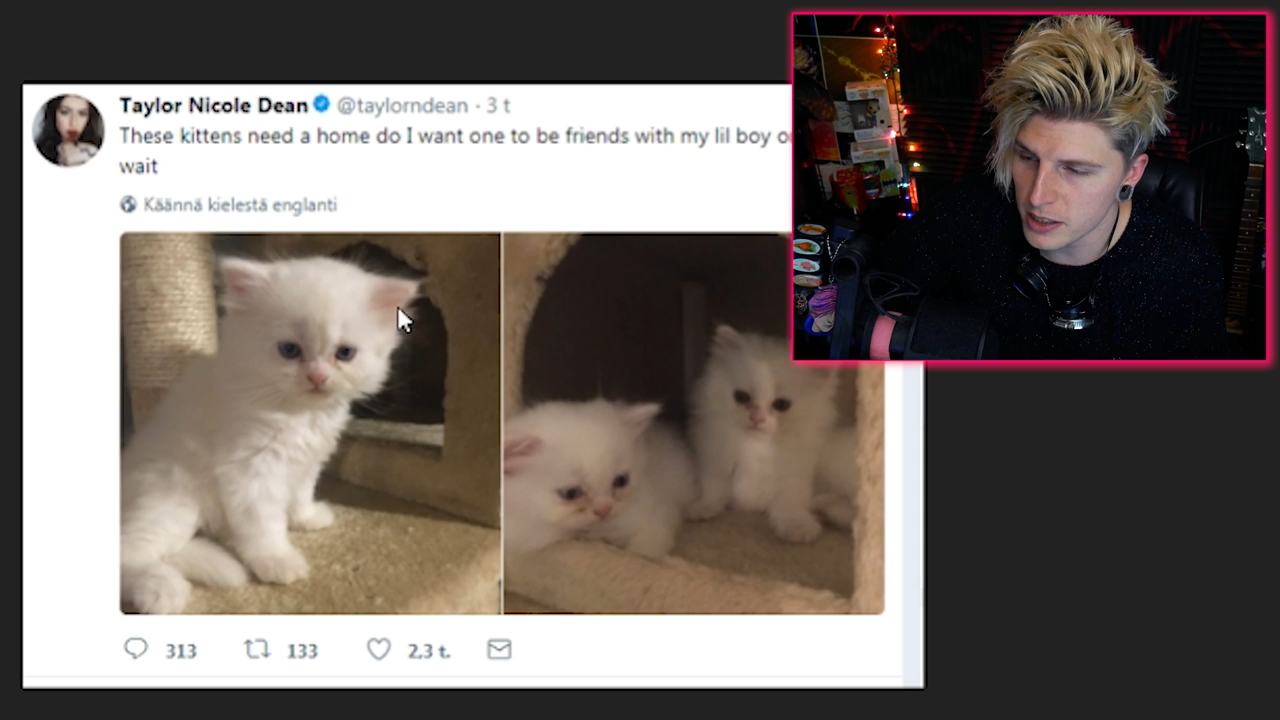 Taylor Nicole Dean @taylorndean · 3 t
These kittens need a home do I want one to be friends with my lil boy
wait
Käännä kielestä englanti
313 133 2,3 t.